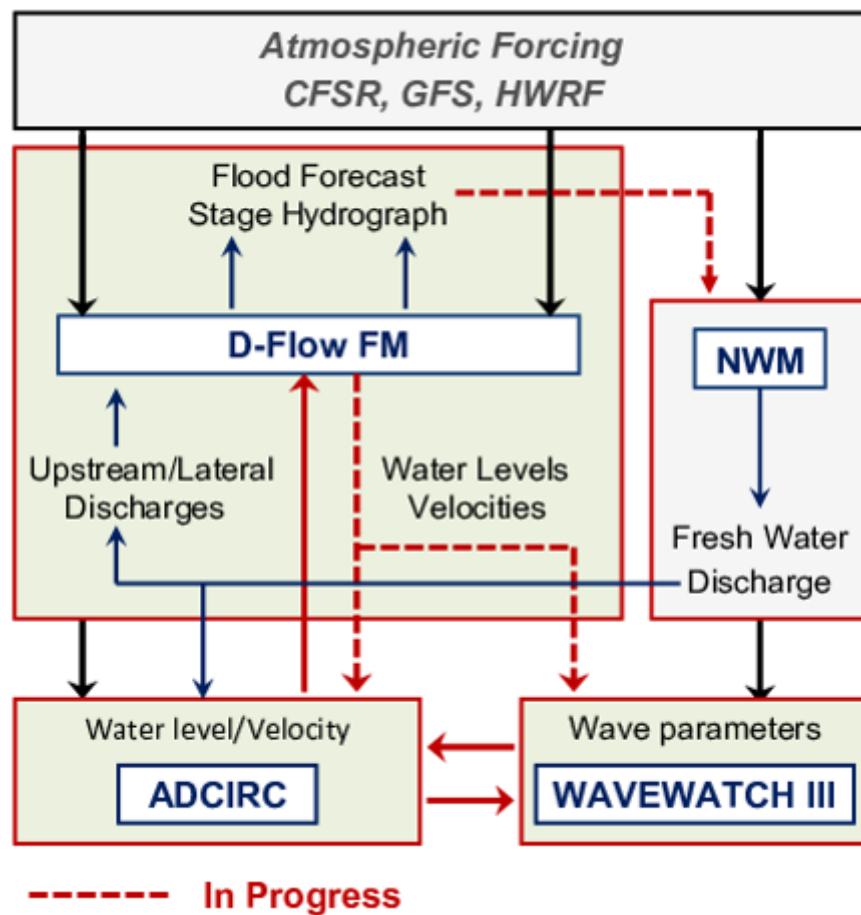 Atmospheric Forcing
CFSR, GFS, HWRF
Flood Forecast
Stage Hydrograph
D-Flow FM
NWM
Upstream/Lateral
Discharges
Water Levels
Velocities
Fresh Water
Discharge
Water level/Velocity
ADCIRC
Wave parameters
WAVEWATCH III
In Progress